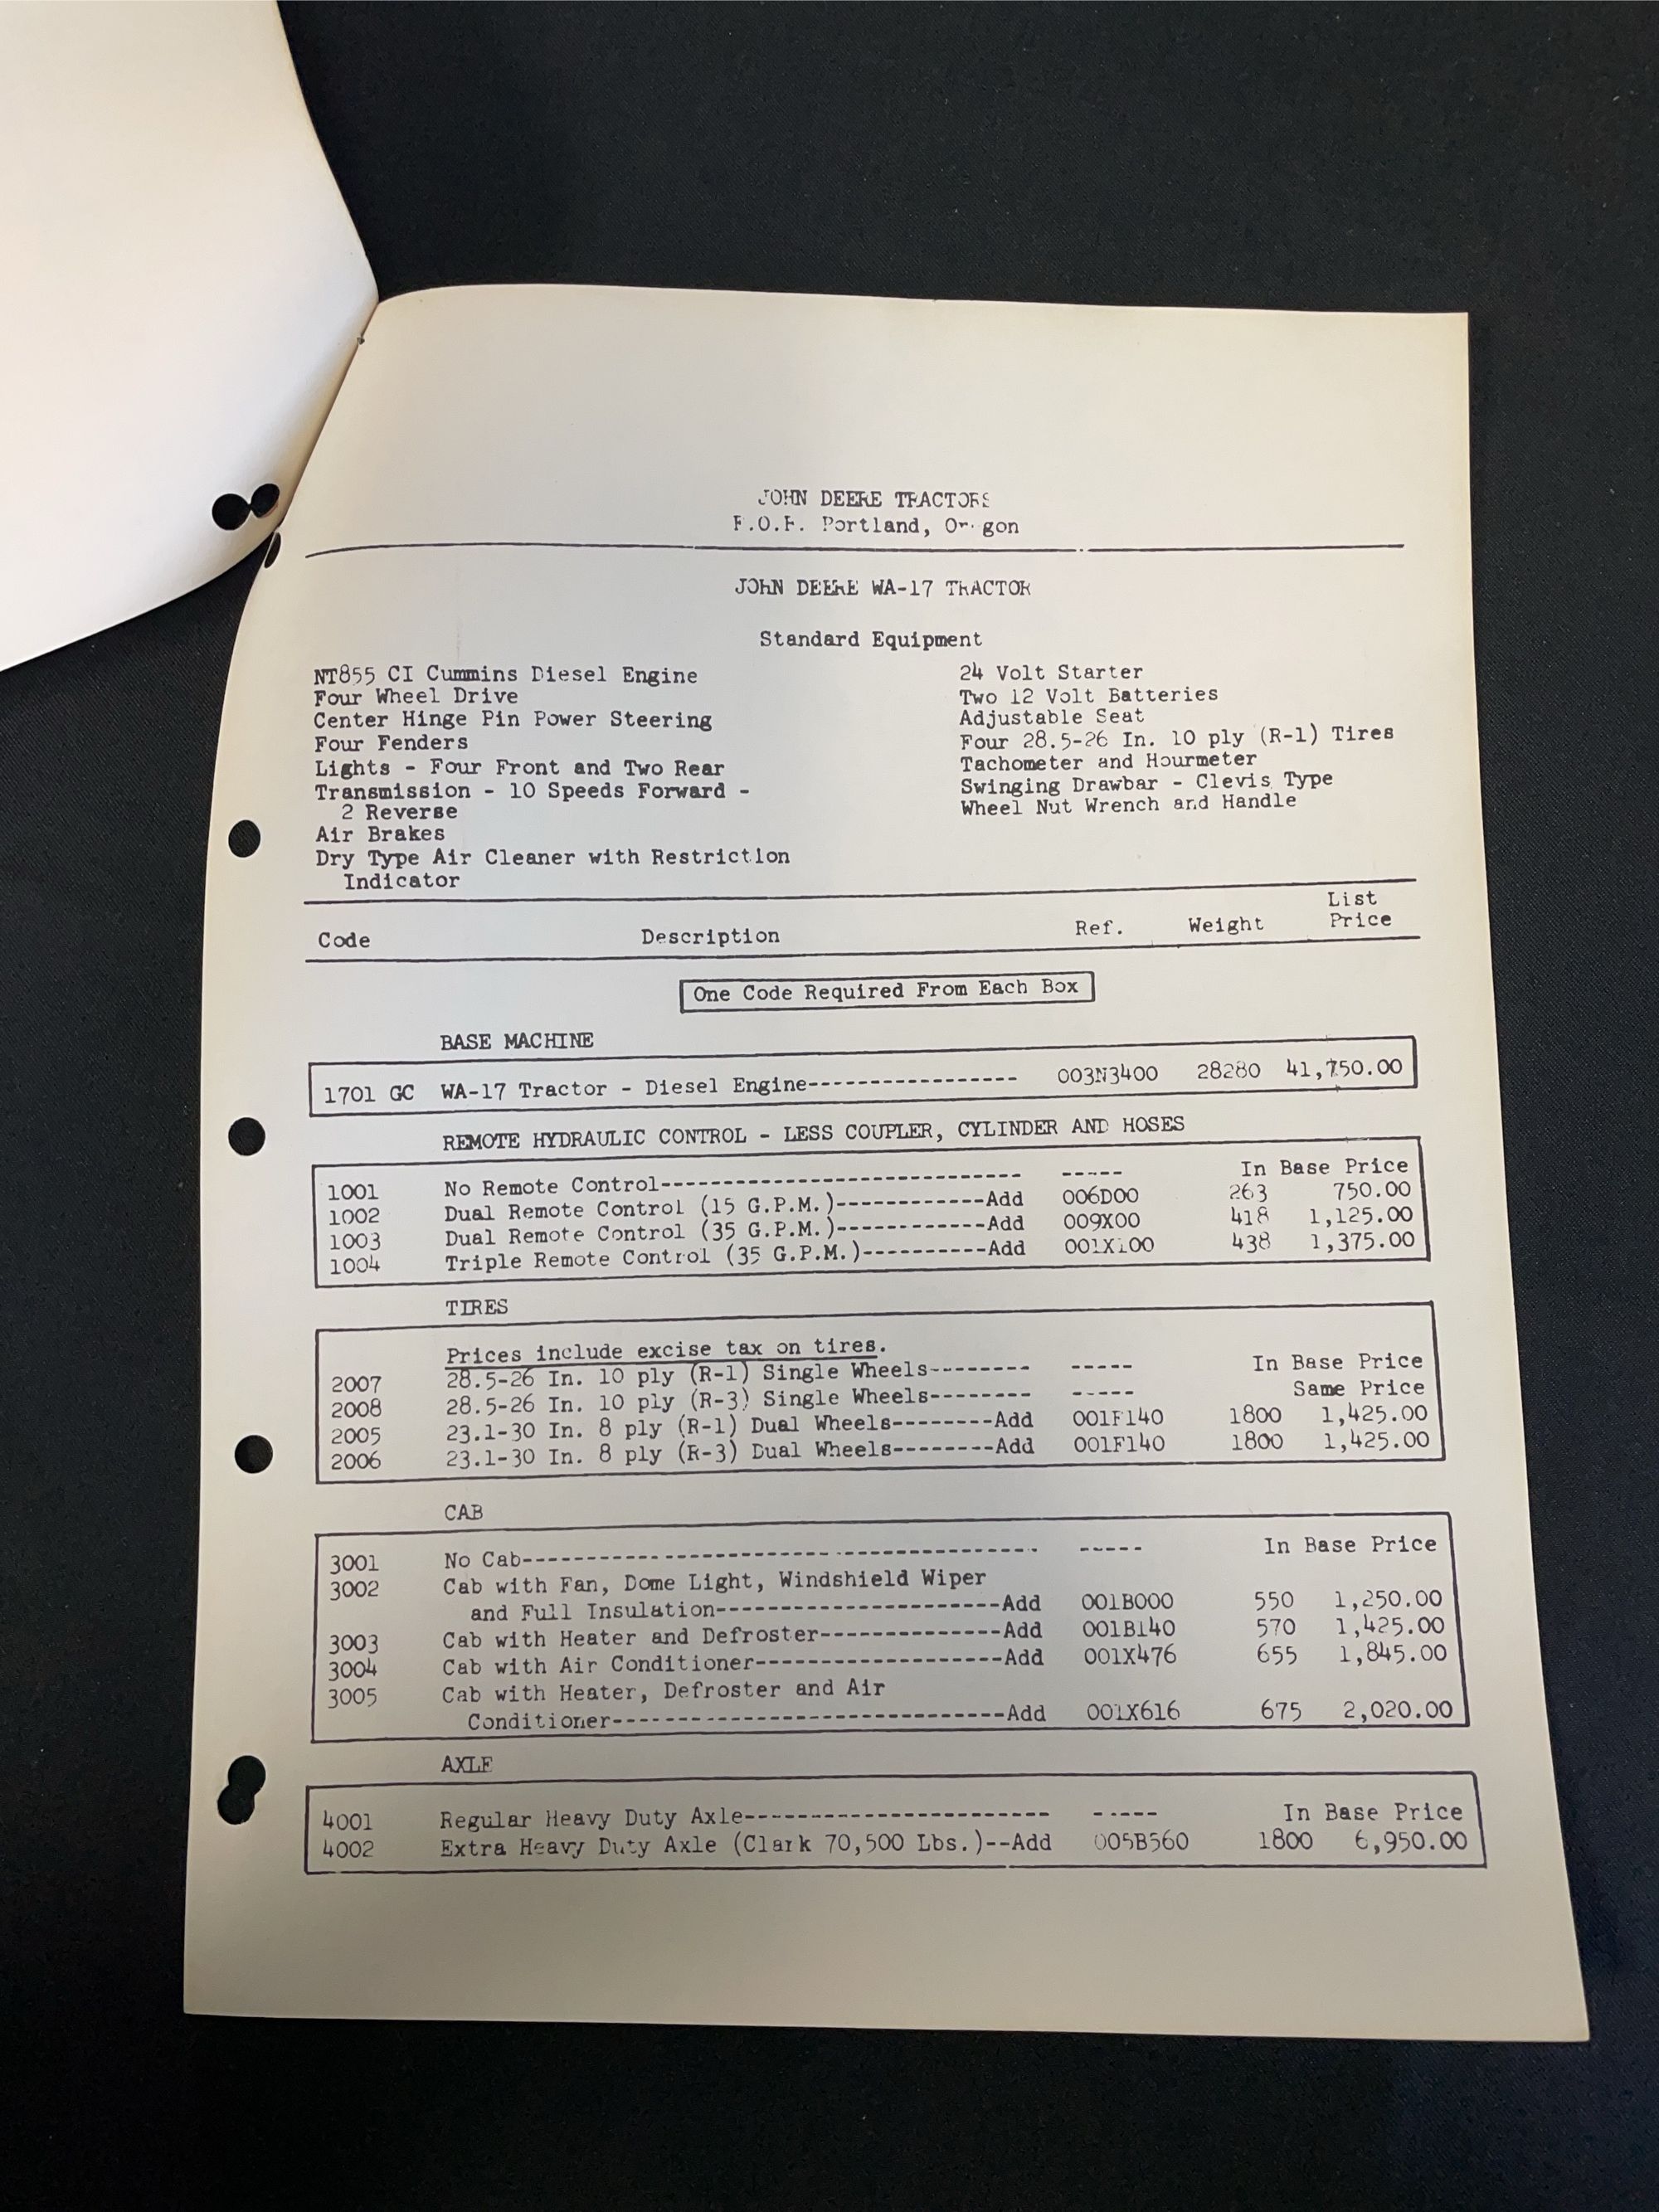 JOHN DEERE TRACTORS
F.O.B. Portland, Oregon
JOHN DEERE WA-17 TRACTOR
Standard Equipment
NT855 CI Cummins Diesel Engine
Four Wheel Drive
Center Hinge Pin Power Steering
Four Fenders
Lights - Four Front and Two Rear
Transmission - 10 Speeds Forward -
2 Reverse
Air Brakes
Dry Type Air Cleaner with Restriction
Indicator
24 Volt Starter
Two 12 Volt Batteries
Adjustable Seat
Four 28.5-26 In. 10 ply (R-1) Tires
Tachometer and Hourmeter
Swinging Drawbar - Clevis Type
Wheel Nut Wrench and Handle
Code Description Ref. Weight List Price
One Code Required From Each Box
BASE MACHINE
1701 GC WA-17 Tractor - Diesel Engine----------------- 003N3400 28280 41,750.00
REMOTE HYDRAULIC CONTROL - LESS COUPLER, CYLINDER AND HOSES
1001 No Remote Control----------------------------- ----- In Base Price
1002 Dual Remote Control (15 G.P.M.)------------Add 006D00 263 750.00
1003 Dual Remote Control (35 G.P.M.)------------Add 009X00 418 1,125.00
1004 Triple Remote Control (35 G.P.M.)----------Add 001X100 438 1,375.00
TIRES
Prices include excise tax on tires.
2007 28.5-26 In. 10 ply (R-1) Single Wheels-------- ----- In Base Price
2008 28.5-26 In. 10 ply (R-3) Single Wheels-------- ----- Same Price
2005 23.1-30 In. 8 ply (R-1) Dual Wheels--------Add 001F140 1800 1,425.00
2006 23.1-30 In. 8 ply (R-3) Dual Wheels--------Add 001F140 1800 1,425.00
CAB
3001 No Cab----------------------------------------- ----- In Base Price
3002 Cab with Fan, Dome Light, Windshield Wiper
and Full Insulation----------------------Add 001B000 550 1,250.00
3003 Cab with Heater and Defroster--------------Add 001B140 570 1,425.00
3004 Cab with Air Conditioner-------------------Add 001X476 655 1,845.00
3005 Cab with Heater, Defroster and Air
Conditioner-------------------------------Add 001X616 675 2,020.00
AXLE
4001 Regular Heavy Duty Axle------------------------ ----- In Base Price
4002 Extra Heavy Duty Axle (Clark 70,500 Lbs.)--Add 005B560 1800 6,950.00